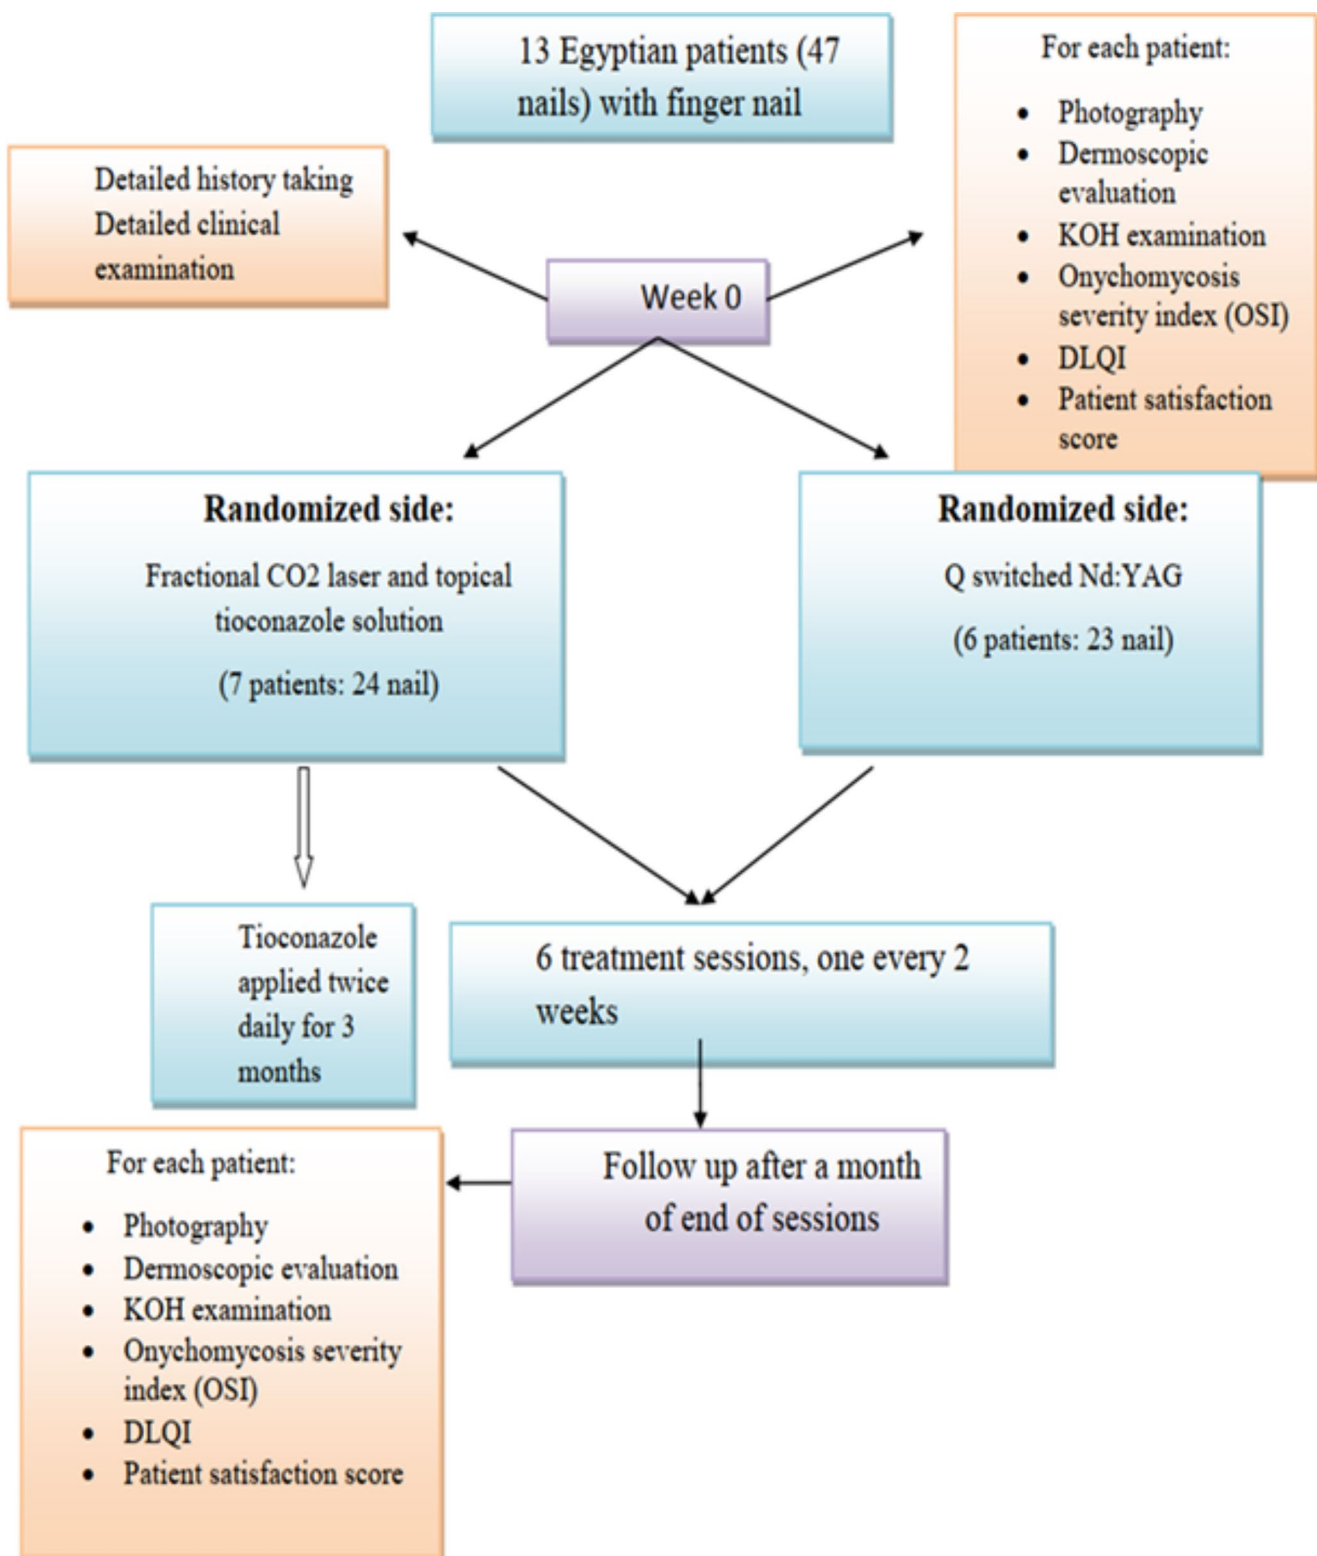 13 Egyptian patients (47
nails) with finger nail
For each patient:
• Photography
• Dermoscopic
evaluation
• KOH examination
• Onychomycosis
severity index (OSI)
• DLQI
• Patient satisfaction
score
Detailed history taking
Detailed clinical
examination
Week 0
Randomized side:
Fractional CO2 laser and topical
tioconazole solution
(7 patients: 24 nail)
Randomized side:
Q switched Nd:YAG
(6 patients: 23 nail)
Tioconazole
applied twice
daily for 3
months
6 treatment sessions, one every 2
weeks
Follow up after a month
of end of sessions
For each patient:
• Photography
• Dermoscopic evaluation
• KOH examination
• Onychomycosis severity
index (OSI)
• DLQI
• Patient satisfaction score